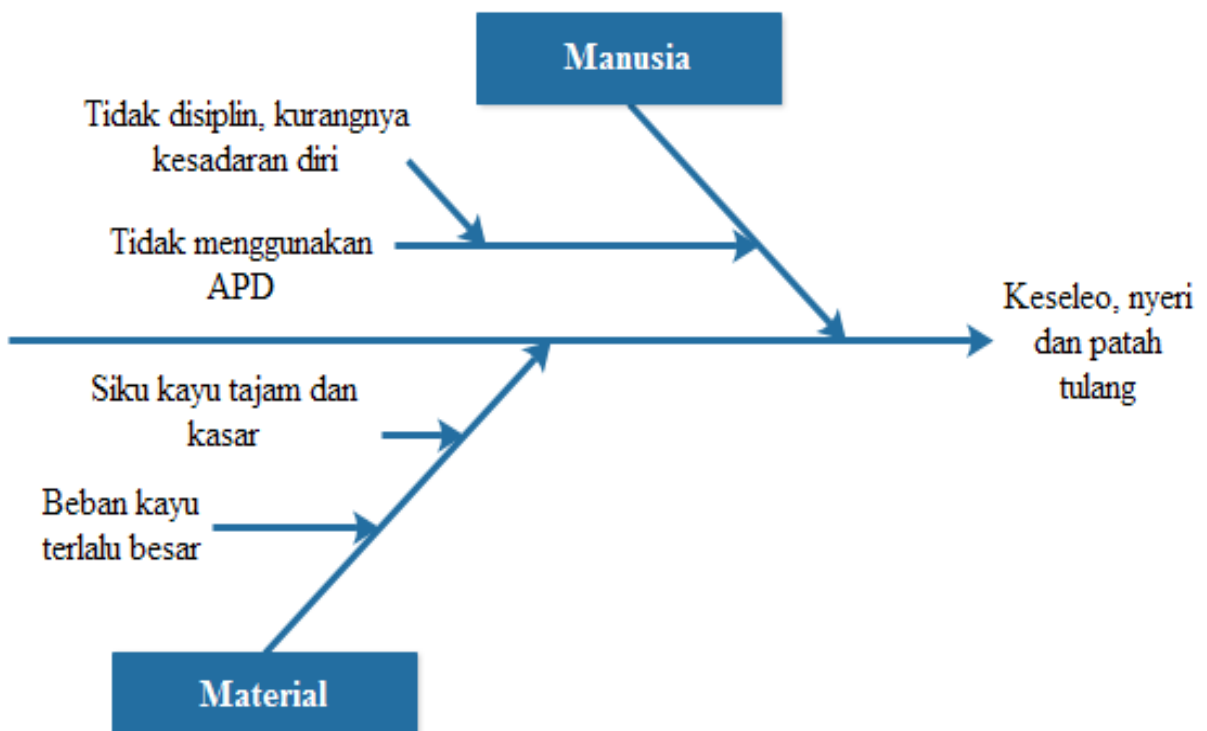 Manusia
Tidak disiplin, kurangnya
kesadaran diri
Tidak menggunakan
APD
Keseleo, nyeri
dan patah
tulang
Siku kayu tajam dan
kasar
Beban kayu
terlalu besar
Material